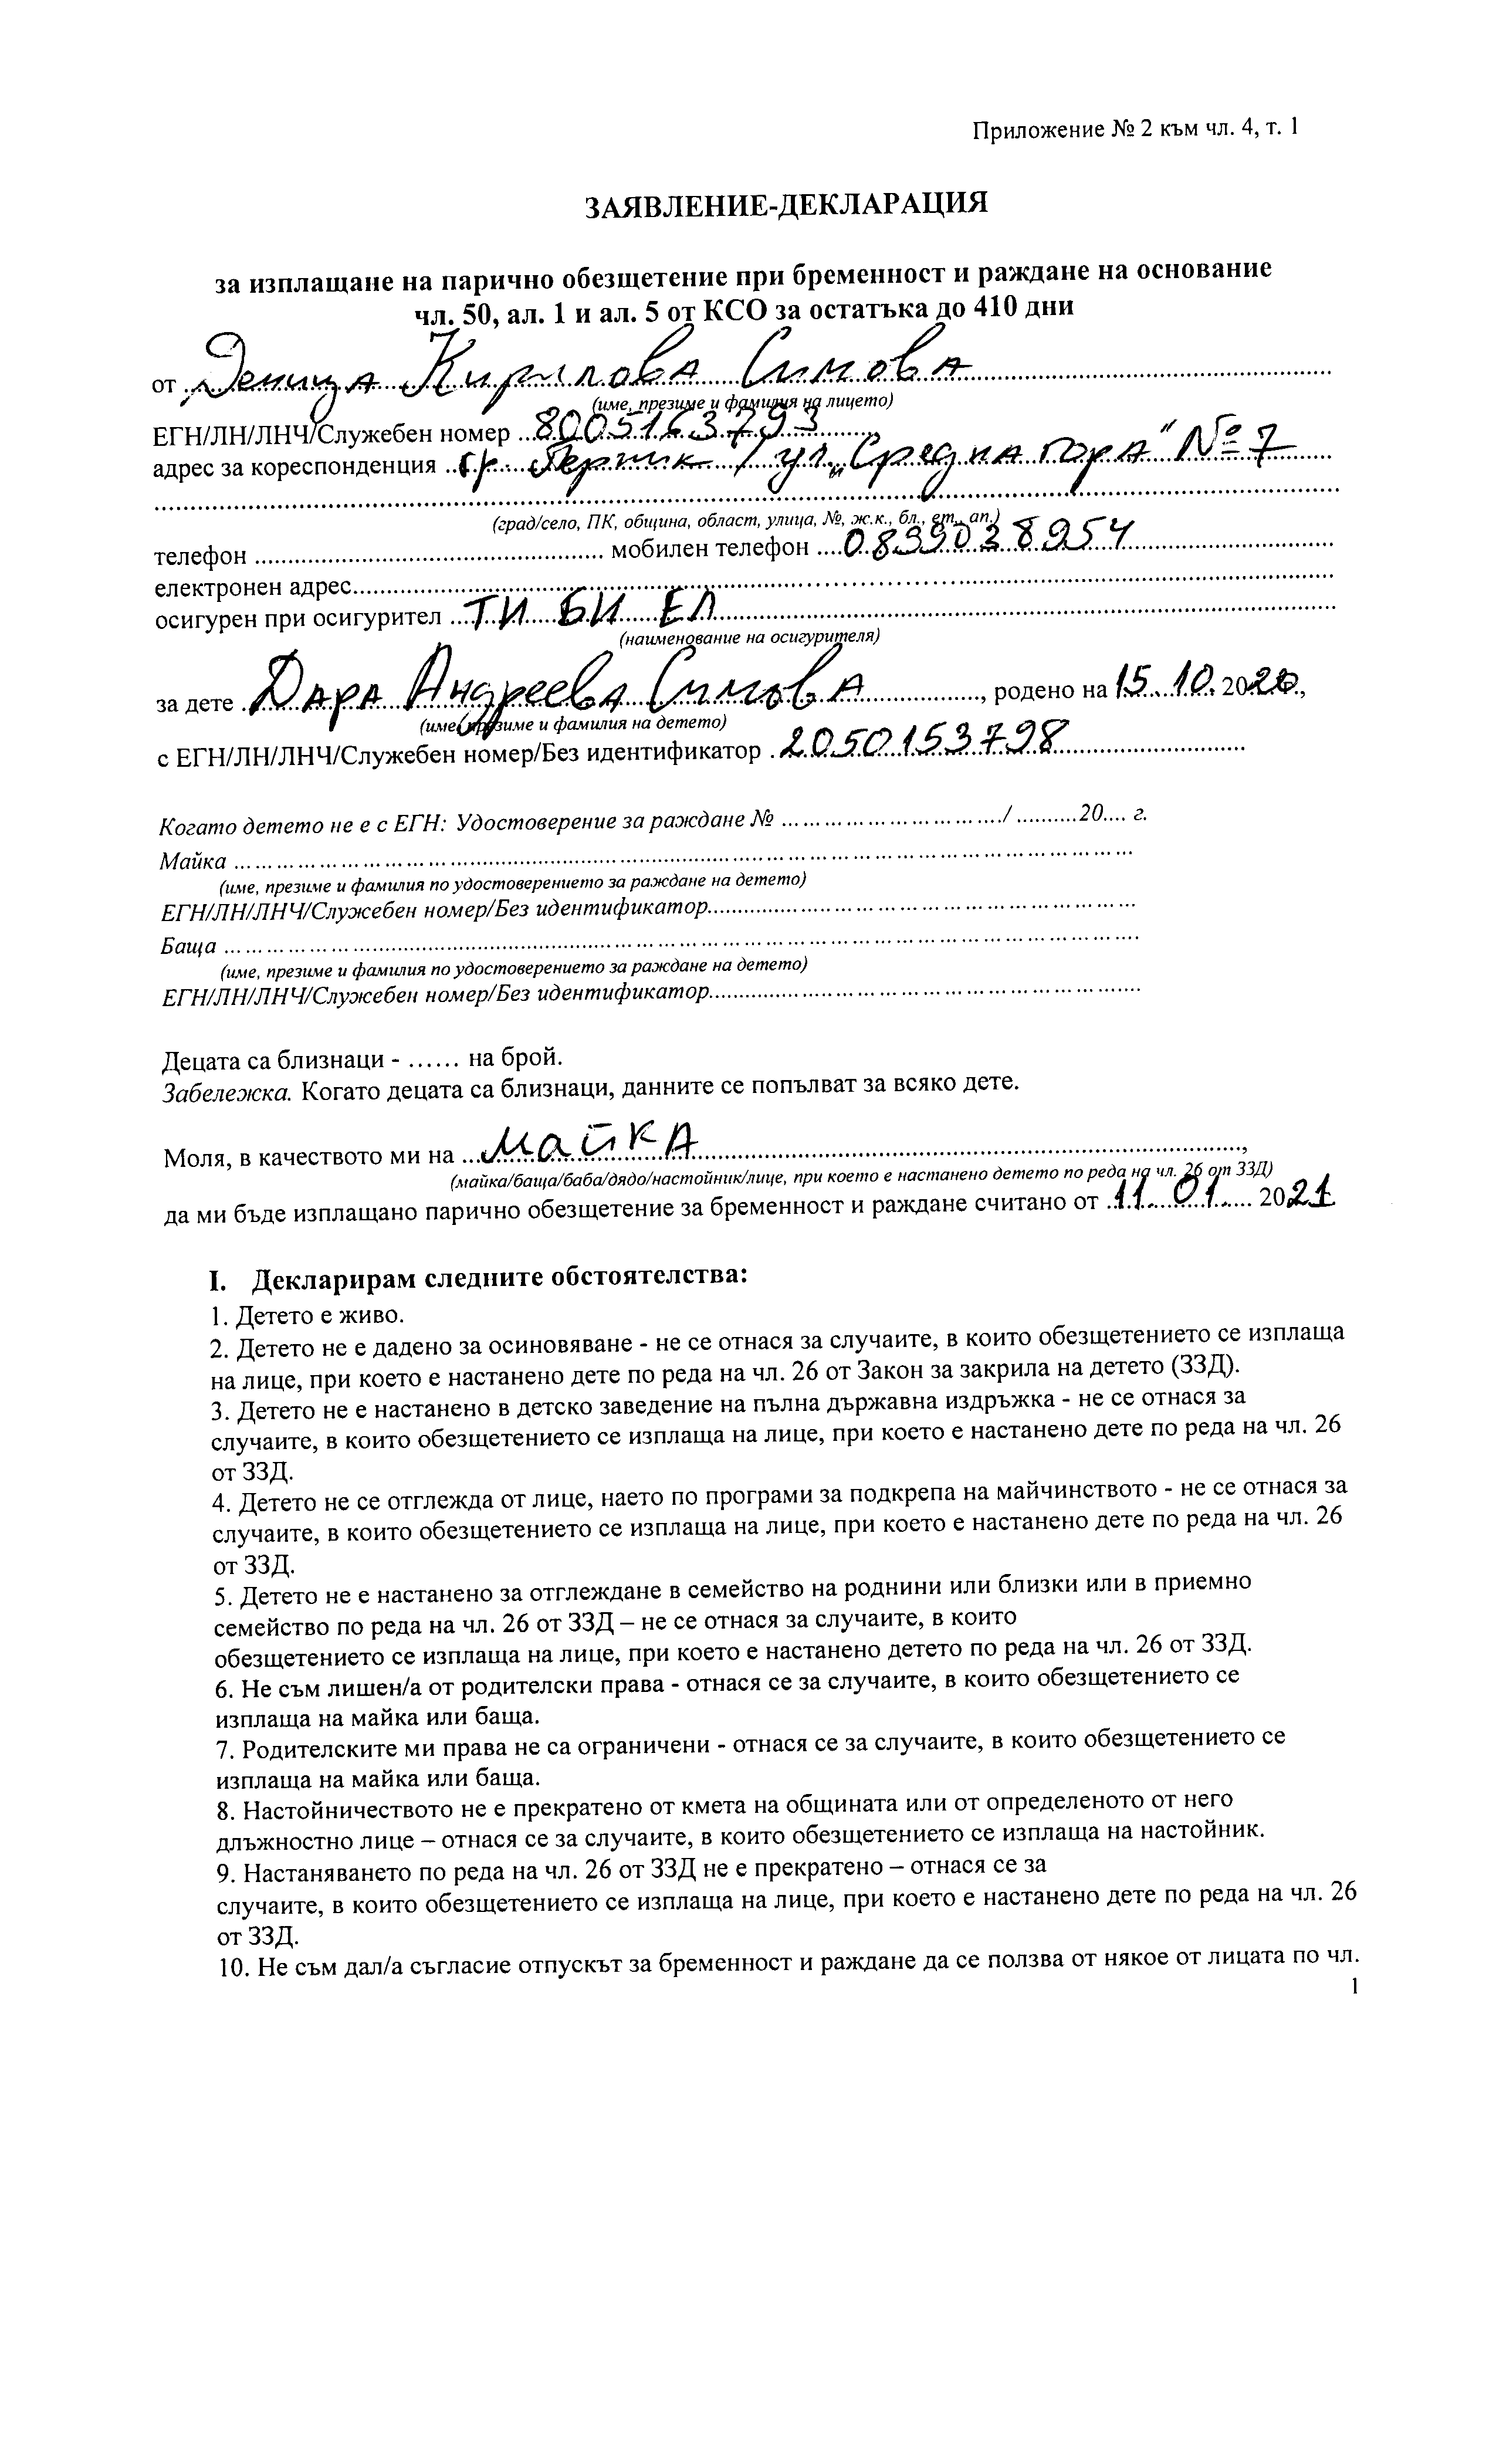 Приложение № 2 към чл. 4, т. 1
ЗАЯВЛЕНИЕ-ДЕКЛАРАЦИЯ
за изплащане на парично обезщетение при бременност и раждане на основание
чл. 50, ал. 1 и ал. 5 от КСО за остатъка до 410 дни
от Деница Кирилова Симова
(име, презиме и фамилия на лицето)
ЕГН/ЛН/ЛНЧ/Служебен номер 8005163793
адрес за кореспонденция гр. Перник / ул. „Средна гора" № 7
(град/село, ПК, община, област, улица, №, ж.к., бл., ет., ап.)
телефон ........ мобилен телефон 0899038954
електронен адрес........
осигурен при осигурител ТИ БИ ЕЛ
(наименование на осигурителя)
за дете Дара Андреева Симова, родено на 15.10.2020,
(име, презиме и фамилия на детето)
с ЕГН/ЛН/ЛНЧ/Служебен номер/Без идентификатор 2050153798
Когато детето не е с ЕГН: Удостоверение за раждане № ......../ ........20.... г.
Майка ........
(име, презиме и фамилия по удостоверението за раждане на детето)
ЕГН/ЛН/ЛНЧ/Служебен номер/Без идентификатор........
Баща ........
(име, презиме и фамилия по удостоверението за раждане на детето)
ЕГН/ЛН/ЛНЧ/Служебен номер/Без идентификатор........
Децата са близнаци - ...... на брой.
Забележка. Когато децата са близнаци, данните се попълват за всяко дете.
Моля, в качеството ми на майка,
(майка/баща/баба/дядо/настойник/лице, при което е настанено детето по реда на чл. 26 от ЗЗД)
да ми бъде изплащано парично обезщетение за бременност и раждане считано от 11.01. 2021
I. Декларирам следните обстоятелства:
1. Детето е живо.
2. Детето не е дадено за осиновяване - не се отнася за случаите, в които обезщетението се изплаща
на лице, при което е настанено дете по реда на чл. 26 от Закон за закрила на детето (ЗЗД).
3. Детето не е настанено в детско заведение на пълна държавна издръжка - не се отнася за
случаите, в които обезщетението се изплаща на лице, при което е настанено дете по реда на чл. 26
от ЗЗД.
4. Детето не се отглежда от лице, наето по програми за подкрепа на майчинството - не се отнася за
случаите, в които обезщетението се изплаща на лице, при което е настанено дете по реда на чл. 26
от ЗЗД.
5. Детето не е настанено за отглеждане в семейство на роднини или близки или в приемно
семейство по реда на чл. 26 от ЗЗД – не се отнася за случаите, в които
обезщетението се изплаща на лице, при което е настанено детето по реда на чл. 26 от ЗЗД.
6. Не съм лишен/а от родителски права - отнася се за случаите, в които обезщетението се
изплаща на майка или баща.
7. Родителските ми права не са ограничени - отнася се за случаите, в които обезщетението се
изплаща на майка или баща.
8. Настойничеството не е прекратено от кмета на общината или от определеното от него
длъжностно лице – отнася се за случаите, в които обезщетението се изплаща на настойник.
9. Настаняването по реда на чл. 26 от ЗЗД не е прекратено – отнася се за
случаите, в които обезщетението се изплаща на лице, при което е настанено дете по реда на чл. 26
от ЗЗД.
10. Не съм дал/а съгласие отпускът за бременност и раждане да се ползва от някое от лицата по чл.
1